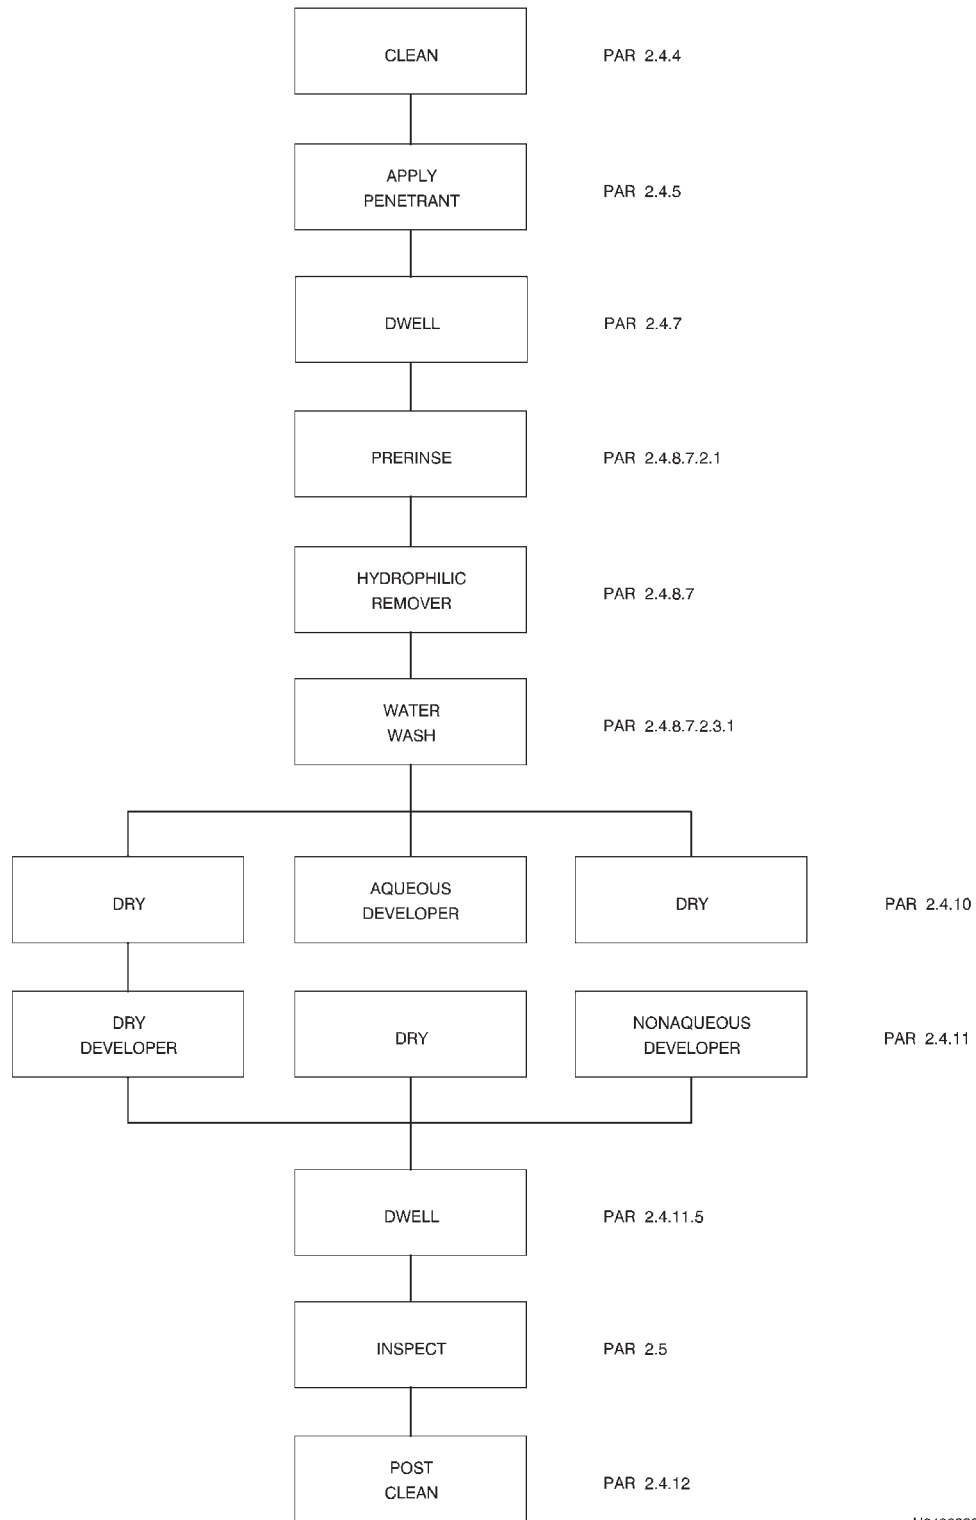 CLEAN
PAR 2.4.4
APPLY
PENETRANT
PAR 2.4.5
DWELL
PAR 2.4.7
PRERINSE
PAR 2.4.8.7.2.1
HYDROPHILIC
REMOVER
PAR 2.4.8.7
WATER
WASH
PAR 2.4.8.7.2.3.1
DRY
AQUEOUS
DEVELOPER
DRY
PAR 2.4.10
DRY
DEVELOPER
DRY
NONAQUEOUS
DEVELOPER
PAR 2.4.11
DWELL
PAR 2.4.11.5
INSPECT
PAR 2.5
POST
CLEAN
PAR 2.4.12